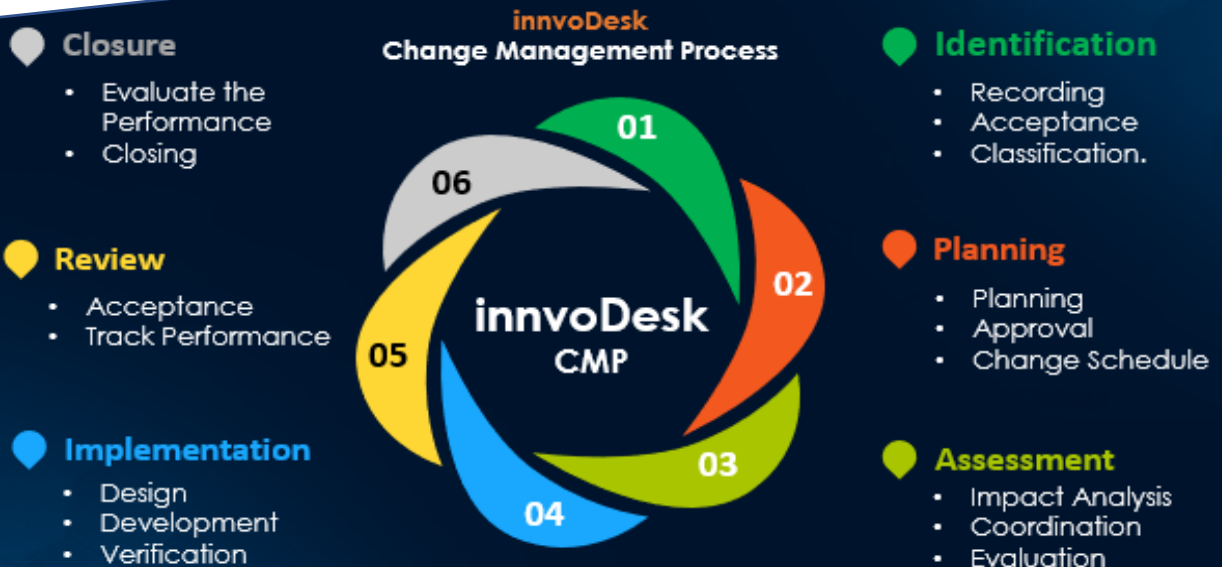 innvoDesk
Change Management Process
Closure
• Evaluate the
Performance
• Closing
Review
• Acceptance
• Track Performance
Implementation
• Design
• Development
• Verification
01
02
03
04
05
06
innvoDesk
CMP
Identification
• Recording
• Acceptance
• Classification.
Planning
• Planning
• Approval
• Change Schedule
Assessment
• Impact Analysis
• Coordination
• Evaluation